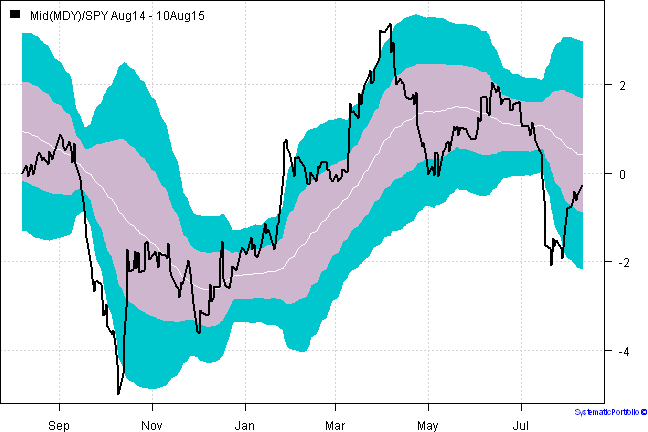 Mid(MDY)/SPY Aug14 - 10Aug15
2
0
-2
-4
Sep Nov Jan Mar May Jul
SystematicPortfolio ©